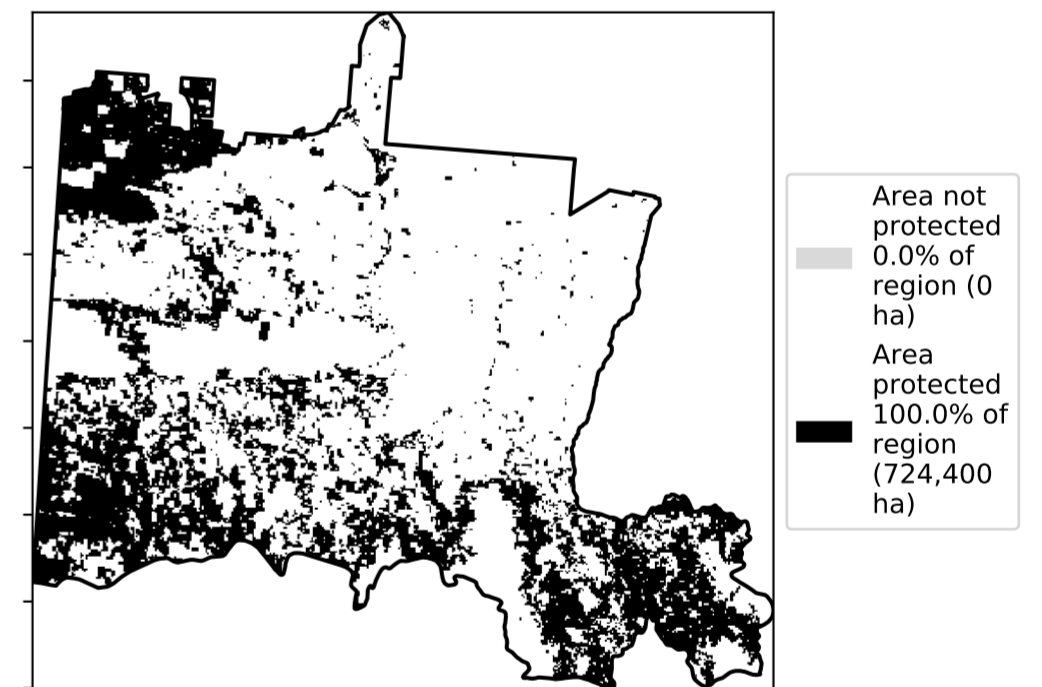 Area not
protected
0.0% of
region (0
ha)
Area
protected
100.0% of
region
(724,400
ha)